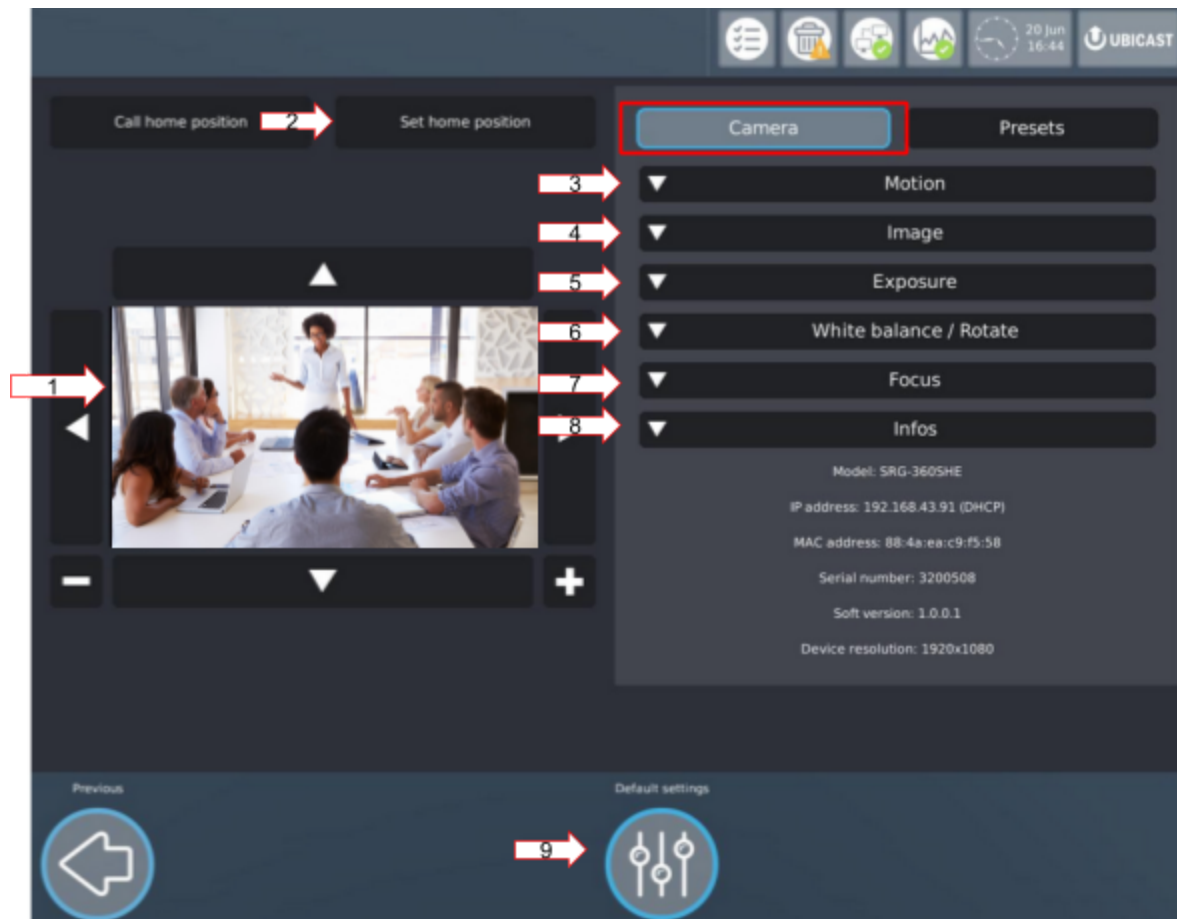 20 Jun
16:44
UBICAST
Call home position
2
Set home position
Camera
Presets
3
Motion
4
Image
5
Exposure
6
White balance / Rotate
1
7
Focus
8
Infos
Model: SRG-360SHE
IP address: 192.168.43.91 (DHCP)
MAC address: 88:4a:ea:c9:f5:58
Serial number: 3200508
Soft version: 1.0.0.1
Device resolution: 1920x1080
Previous
Default settings
9